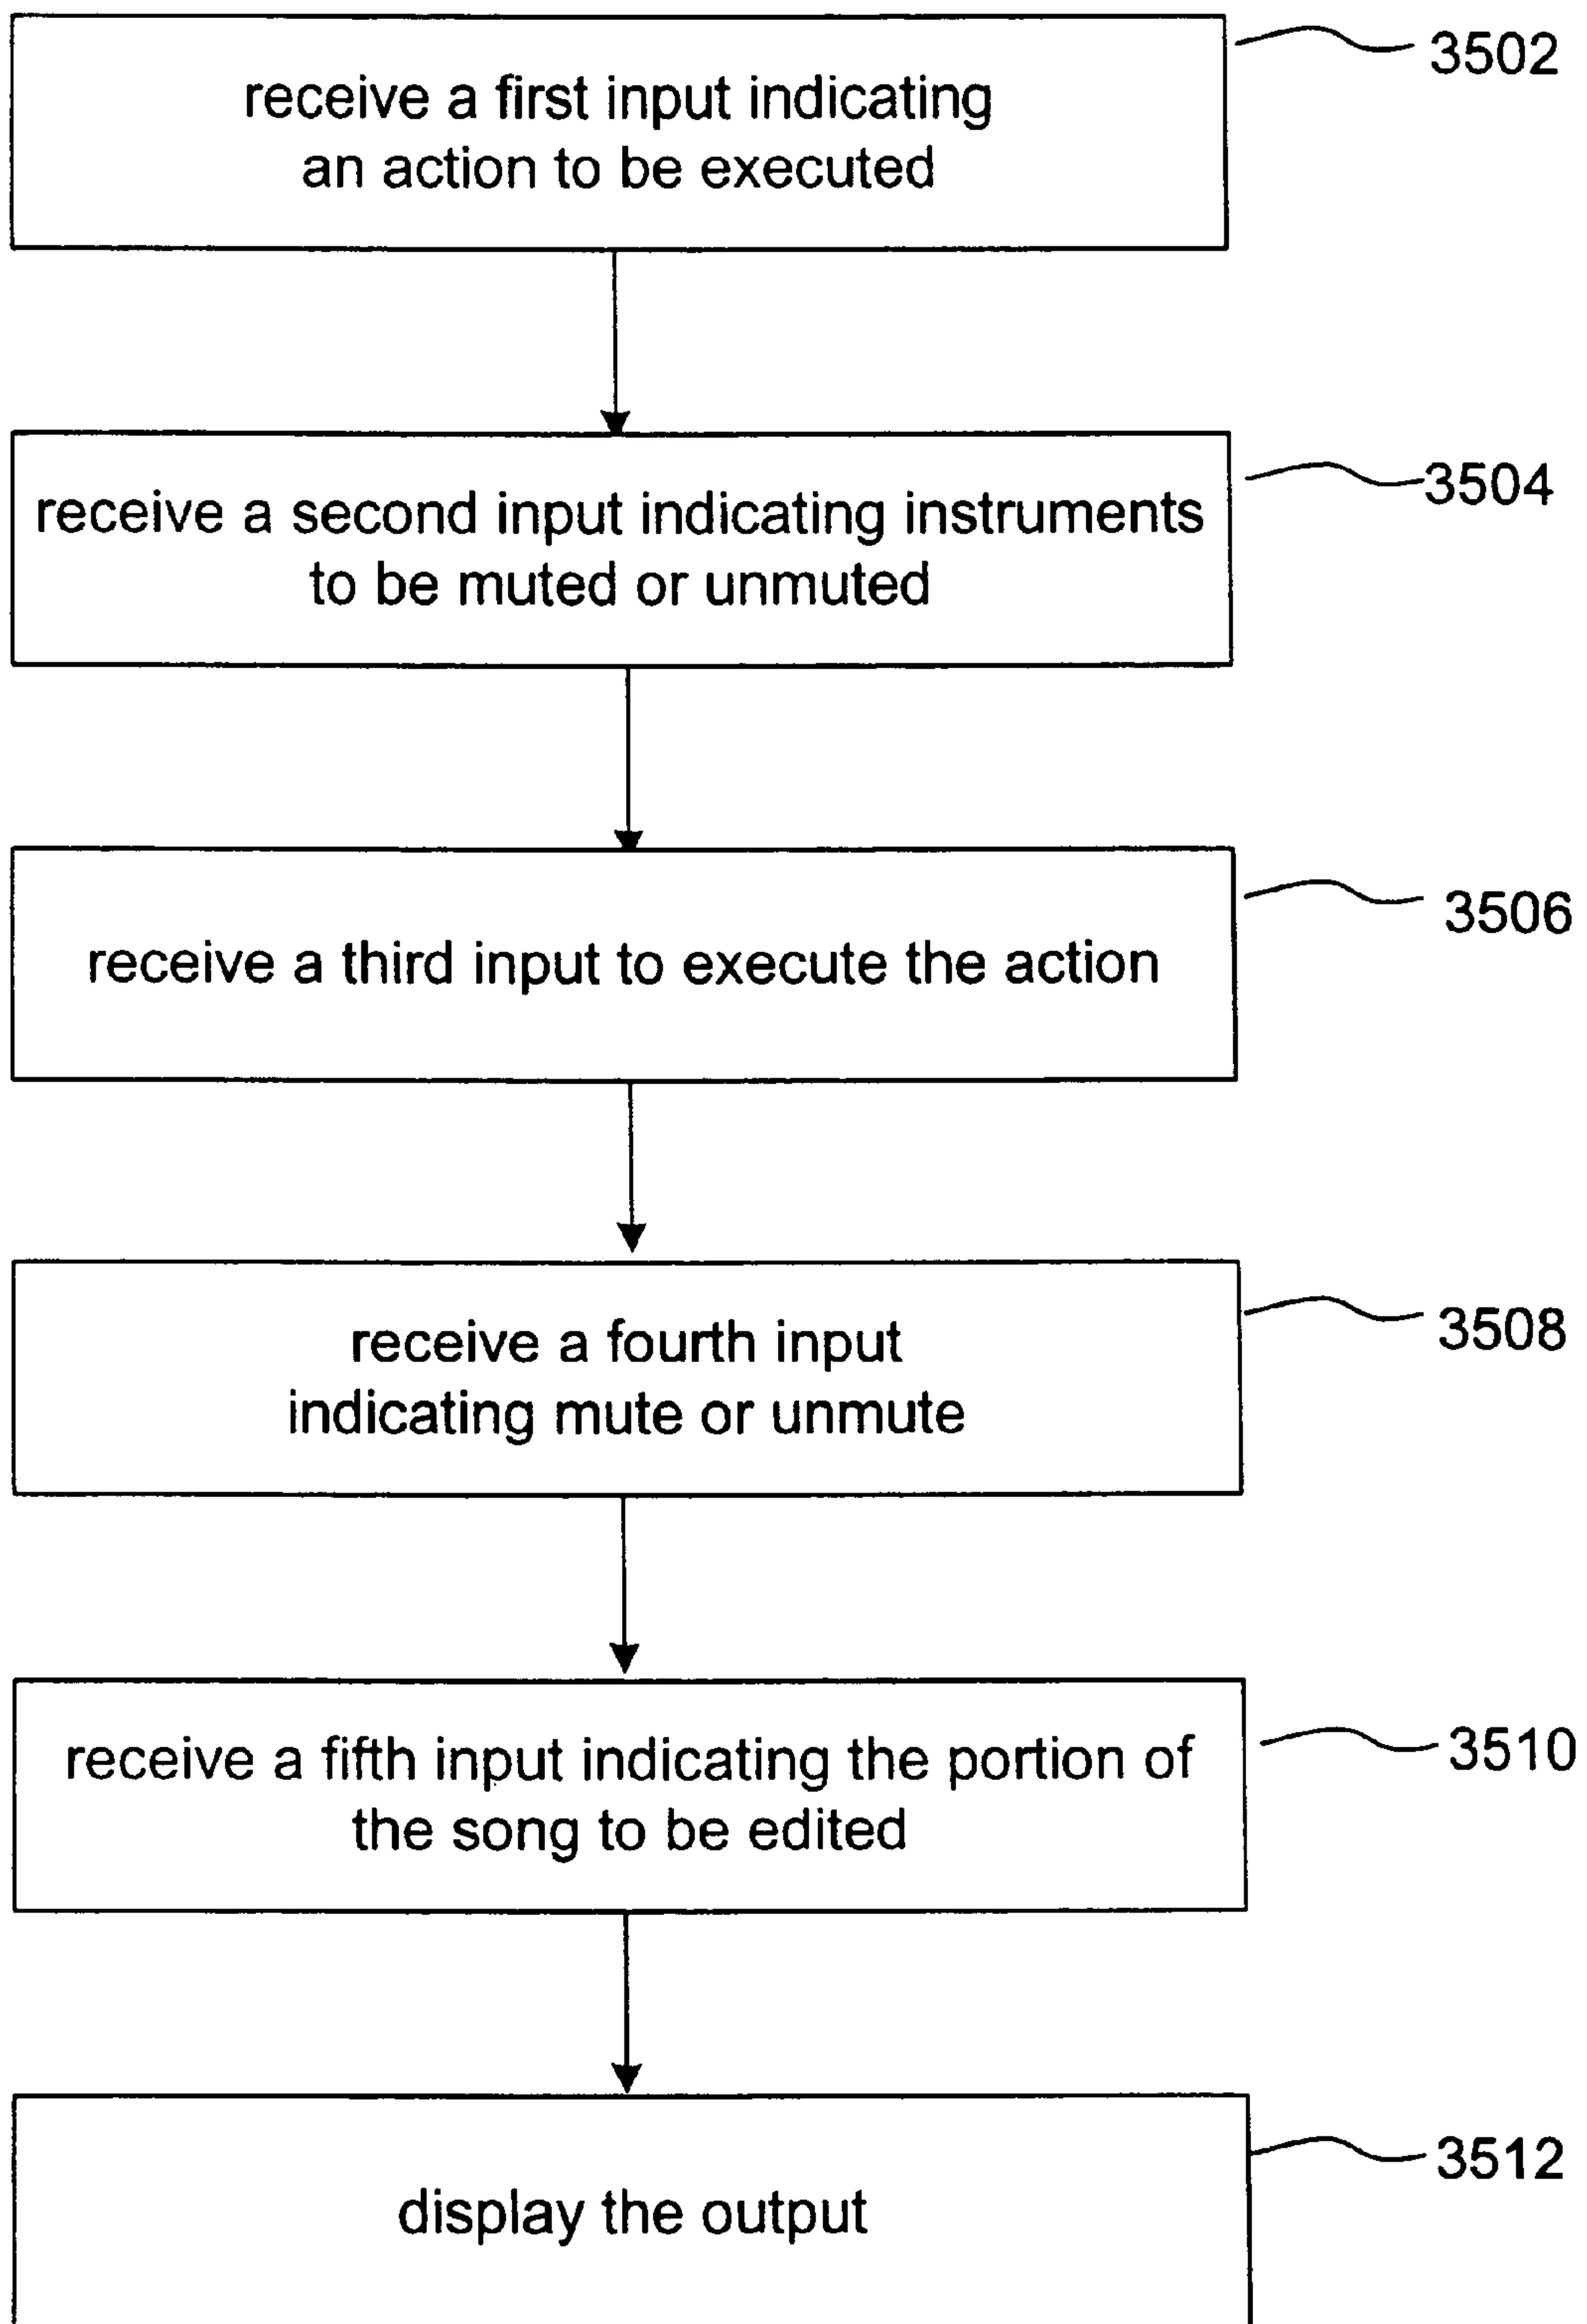 receive a first input indicating
an action to be executed
3502
receive a second input indicating instruments
to be muted or unmuted
3504
receive a third input to execute the action
3506
receive a fourth input
indicating mute or unmute
3508
receive a fifth input indicating the portion of
the song to be edited
3510
display the output
3512